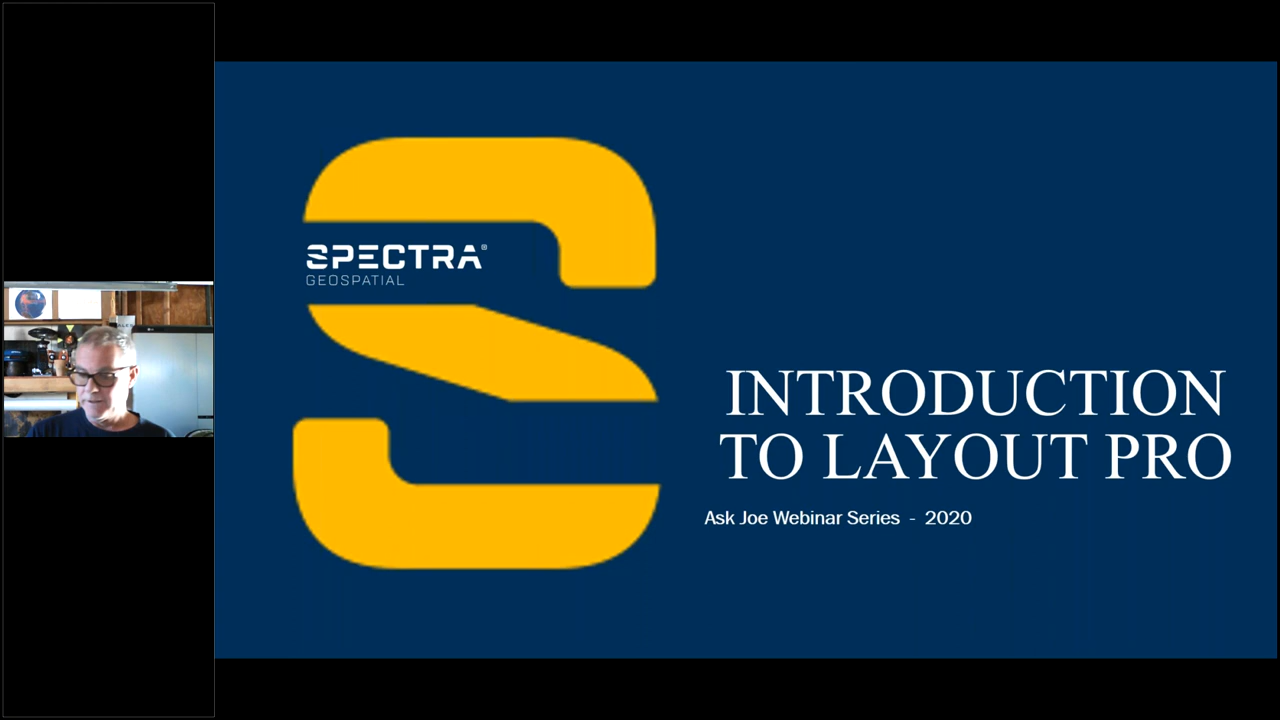 SPECTRA®
GEOSPATIAL
INTRODUCTION
TO LAYOUT PRO
Ask Joe Webinar Series - 2020